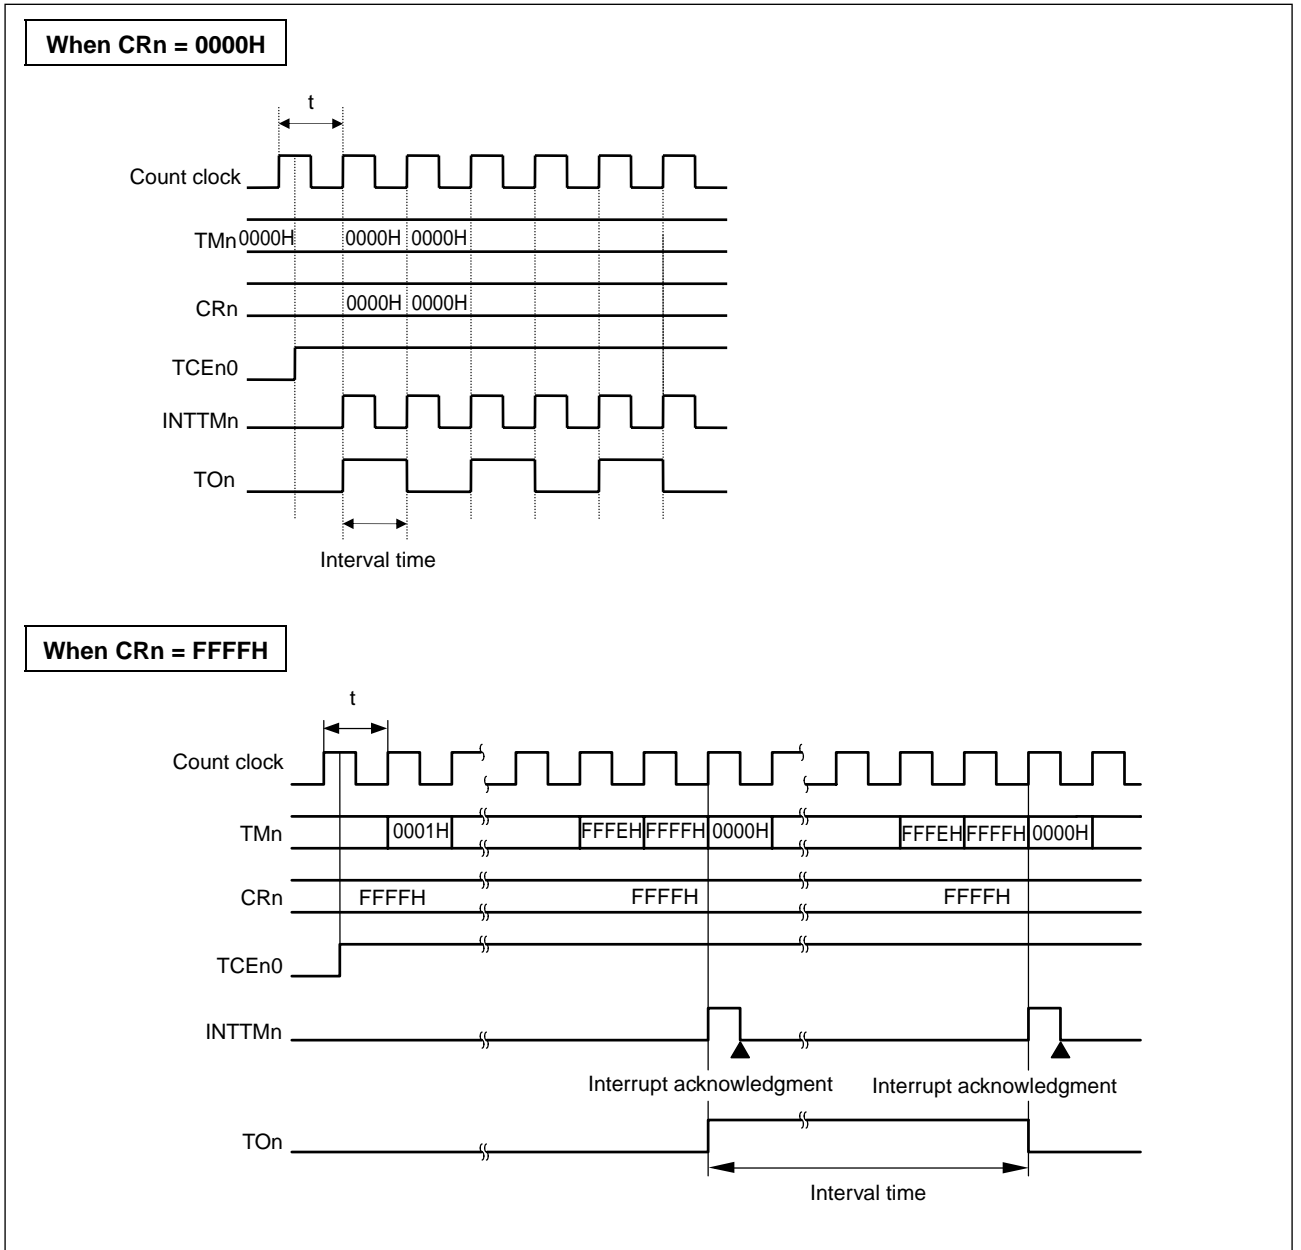 When CRn = 0000H
t
Count clock
TMn 0000H 0000H 0000H
CRn 0000H 0000H
TCEn0
INTTMn
TOn
Interval time
When CRn = FFFFH
t
Count clock
TMn 0001H FFFEH FFFFH 0000H FFFEH FFFFH 0000H
CRn FFFFH FFFFH FFFFH
TCEn0
INTTMn
Interrupt acknowledgment Interrupt acknowledgment
TOn
Interval time